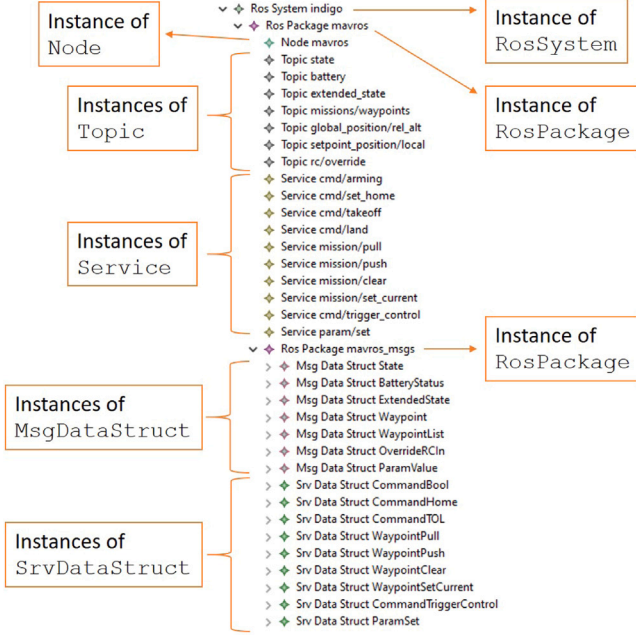 Ros System indigo
Instance of
RosSystem
Ros Package mavros
Instance of
Node
Node mavros
Topic state
Topic battery
Topic extended_state
Topic missions/waypoints
Topic global_position/rel_alt
Topic setpoint_position/local
Topic rc/override
Instances of
Topic
Instance of
RosPackage
Service cmd/arming
Service cmd/set_home
Service cmd/takeoff
Service cmd/land
Service mission/pull
Service mission/push
Service mission/clear
Service mission/set_current
Service cmd/trigger_control
Service param/set
Instances of
Service
Ros Package mavros_msgs
Instance of
RosPackage
Msg Data Struct State
Msg Data Struct BatteryStatus
Msg Data Struct ExtendedState
Msg Data Struct Waypoint
Msg Data Struct WaypointList
Msg Data Struct OverrideRCIn
Msg Data Struct ParamValue
Instances of
MsgDataStruct
Srv Data Struct CommandBool
Srv Data Struct CommandHome
Srv Data Struct CommandTOL
Srv Data Struct WaypointPull
Srv Data Struct WaypointPush
Srv Data Struct WaypointClear
Srv Data Struct WaypointSetCurrent
Srv Data Struct CommandTriggerControl
Srv Data Struct ParamSet
Instances of
SrvDataStruct